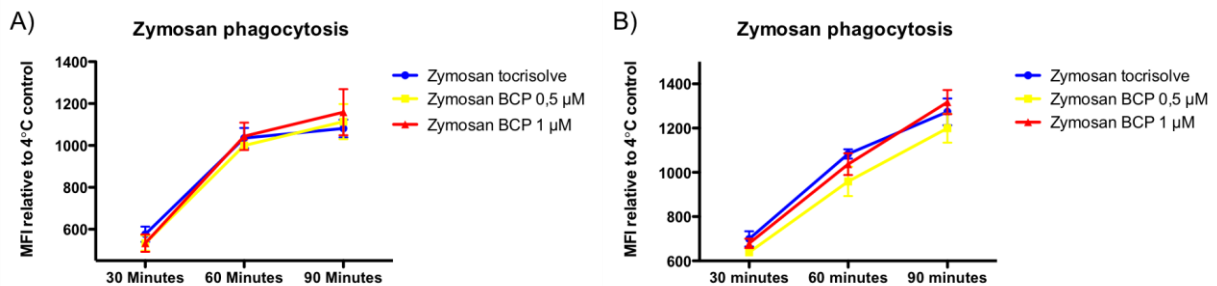 A)
Zymosan phagocytosis
MFI relative to 4°C control
1400
1200
1000
800
600
30 Minutes 60 Minutes 90 Minutes
Zymosan tocrisolve
Zymosan BCP 0,5 µM
Zymosan BCP 1 µM
B)
Zymosan phagocytosis
MFI relative to 4°C control
1400
1200
1000
800
600
30 minutes 60 minutes 90 minutes
Zymosan tocrisolve
Zymosan BCP 0,5 µM
Zymosan BCP 1 µM